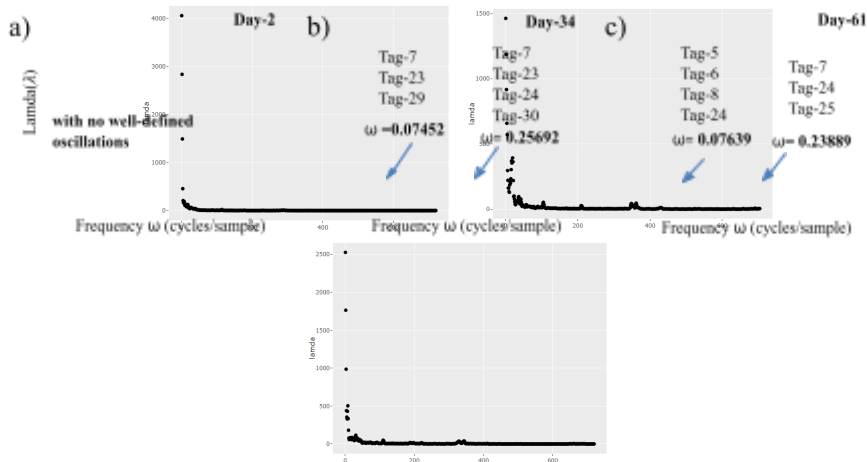 a)
Day-2
b)
Day-34
c)
Day-61
Lamda(λ)
with no well-defined
oscillations
Tag-7
Tag-23
Tag-29
ω =0.07452
Tag-7
Tag-23
Tag-24
Tag-30
ω= 0.25692
Tag-5
Tag-6
Tag-8
Tag-24
ω= 0.07639
Tag-7
Tag-24
Tag-25
ω= 0.23889
4000
3000
1000
0
400
Frequency ω (cycles/sample)
1500
1000
lamda
0
200
400
Frequency ω (cycles/sample)
Frequency ω (cycles/sample)
2500
2000
1500
1000
500
0
lamda
0
200
400
600